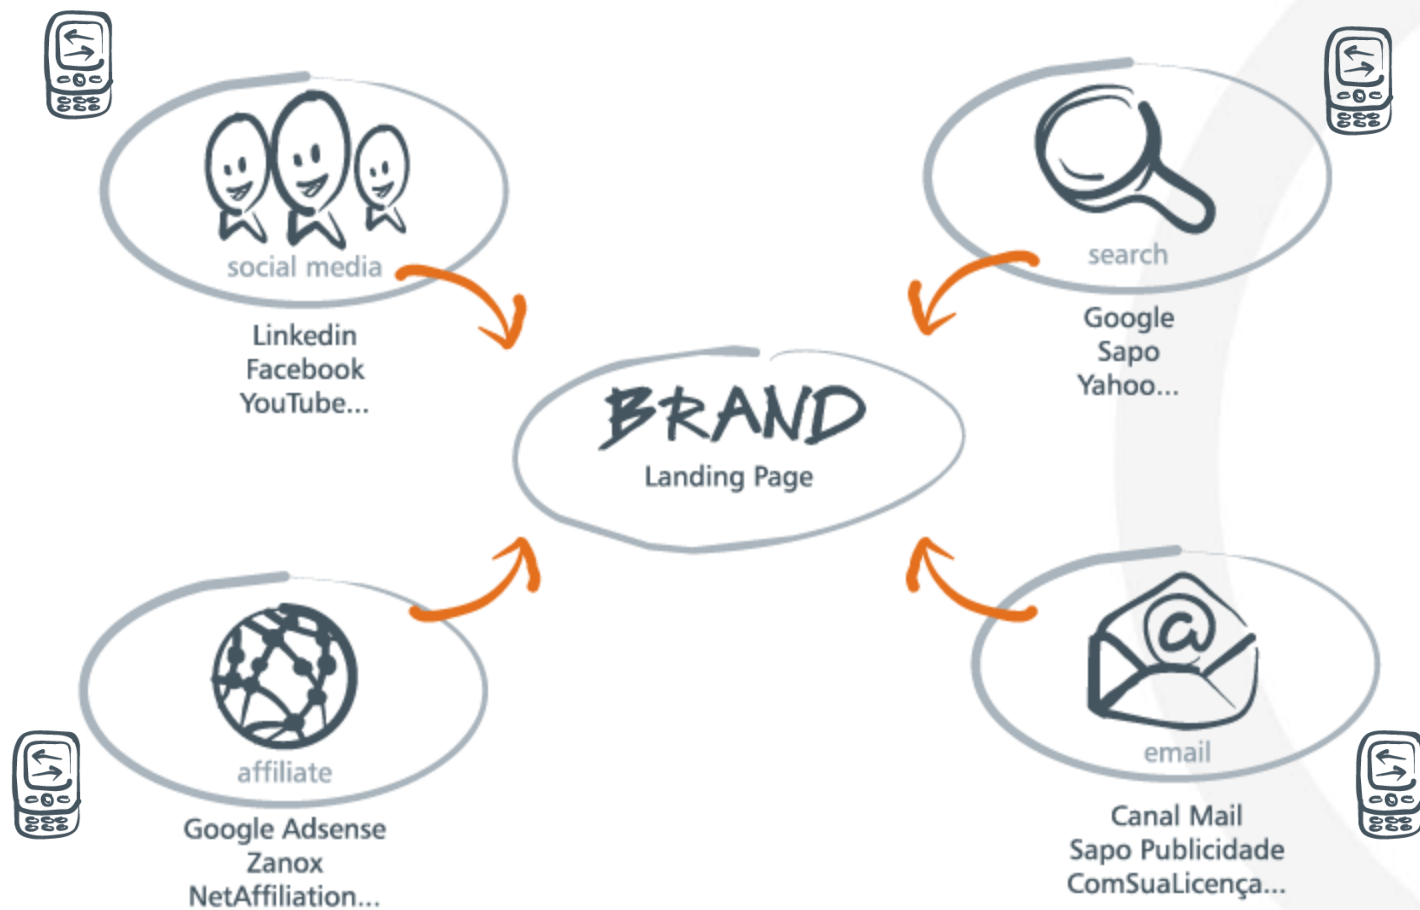 social media
Linkedin
Facebook
YouTube...
search
Google
Sapo
Yahoo...
BRAND
Landing Page
affiliate
Google Adsense
Zanox
NetAffiliation...
@
email
Canal Mail
Sapo Publicidade
ComSuaLicença...